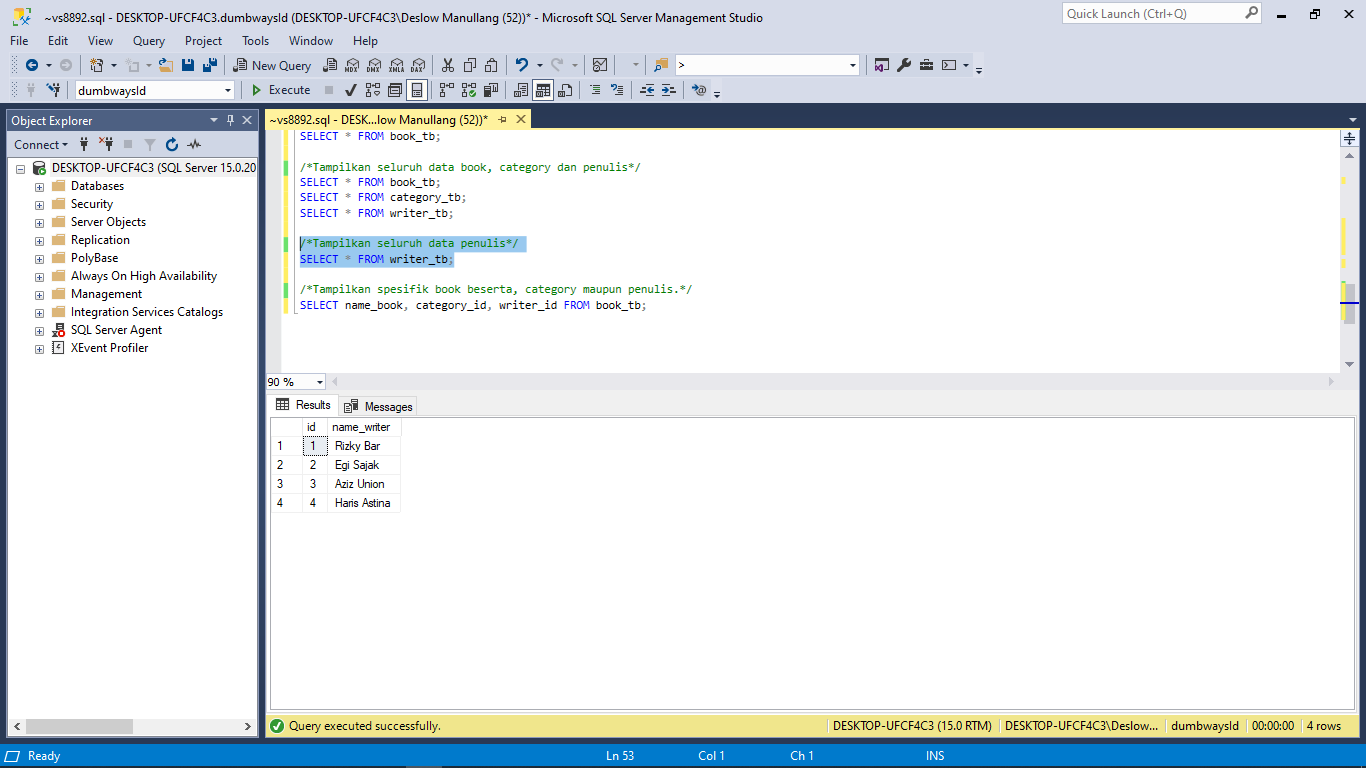 ~vs8892.sql - DESKTOP-UFCF4C3.dumbwaysId (DESKTOP-UFCF4C3\Deslow Manullang (52))* - Microsoft SQL Server Management Studio
Quick Launch (Ctrl+Q)
File Edit View Query Project Tools Window Help
New Query MDX DMX XMLA DAX >
dumbwaysId Execute
Object Explorer
Connect
DESKTOP-UFCF4C3 (SQL Server 15.0.20
Databases
Security
Server Objects
Replication
PolyBase
Always On High Availability
Management
Integration Services Catalogs
SQL Server Agent
XEvent Profiler
~vs8892.sql - DESK...low Manullang (52))*
SELECT * FROM book_tb;
/*Tampilkan seluruh data book, category dan penulis*/
SELECT * FROM book_tb;
SELECT * FROM category_tb;
SELECT * FROM writer_tb;
/*Tampilkan seluruh data penulis*/
SELECT * FROM writer_tb;
/*Tampilkan spesifik book beserta, category maupun penulis.*/
SELECT name_book, category_id, writer_id FROM book_tb;
90 %
Results Messages
id name_writer
1 1 Rizky Bar
2 2 Egi Sajak
3 3 Aziz Union
4 4 Haris Astina
Query executed successfully. DESKTOP-UFCF4C3 (15.0 RTM) DESKTOP-UFCF4C3\Deslow... dumbwaysId 00:00:00 4 rows
Ready Ln 53 Col 1 Ch 1 INS